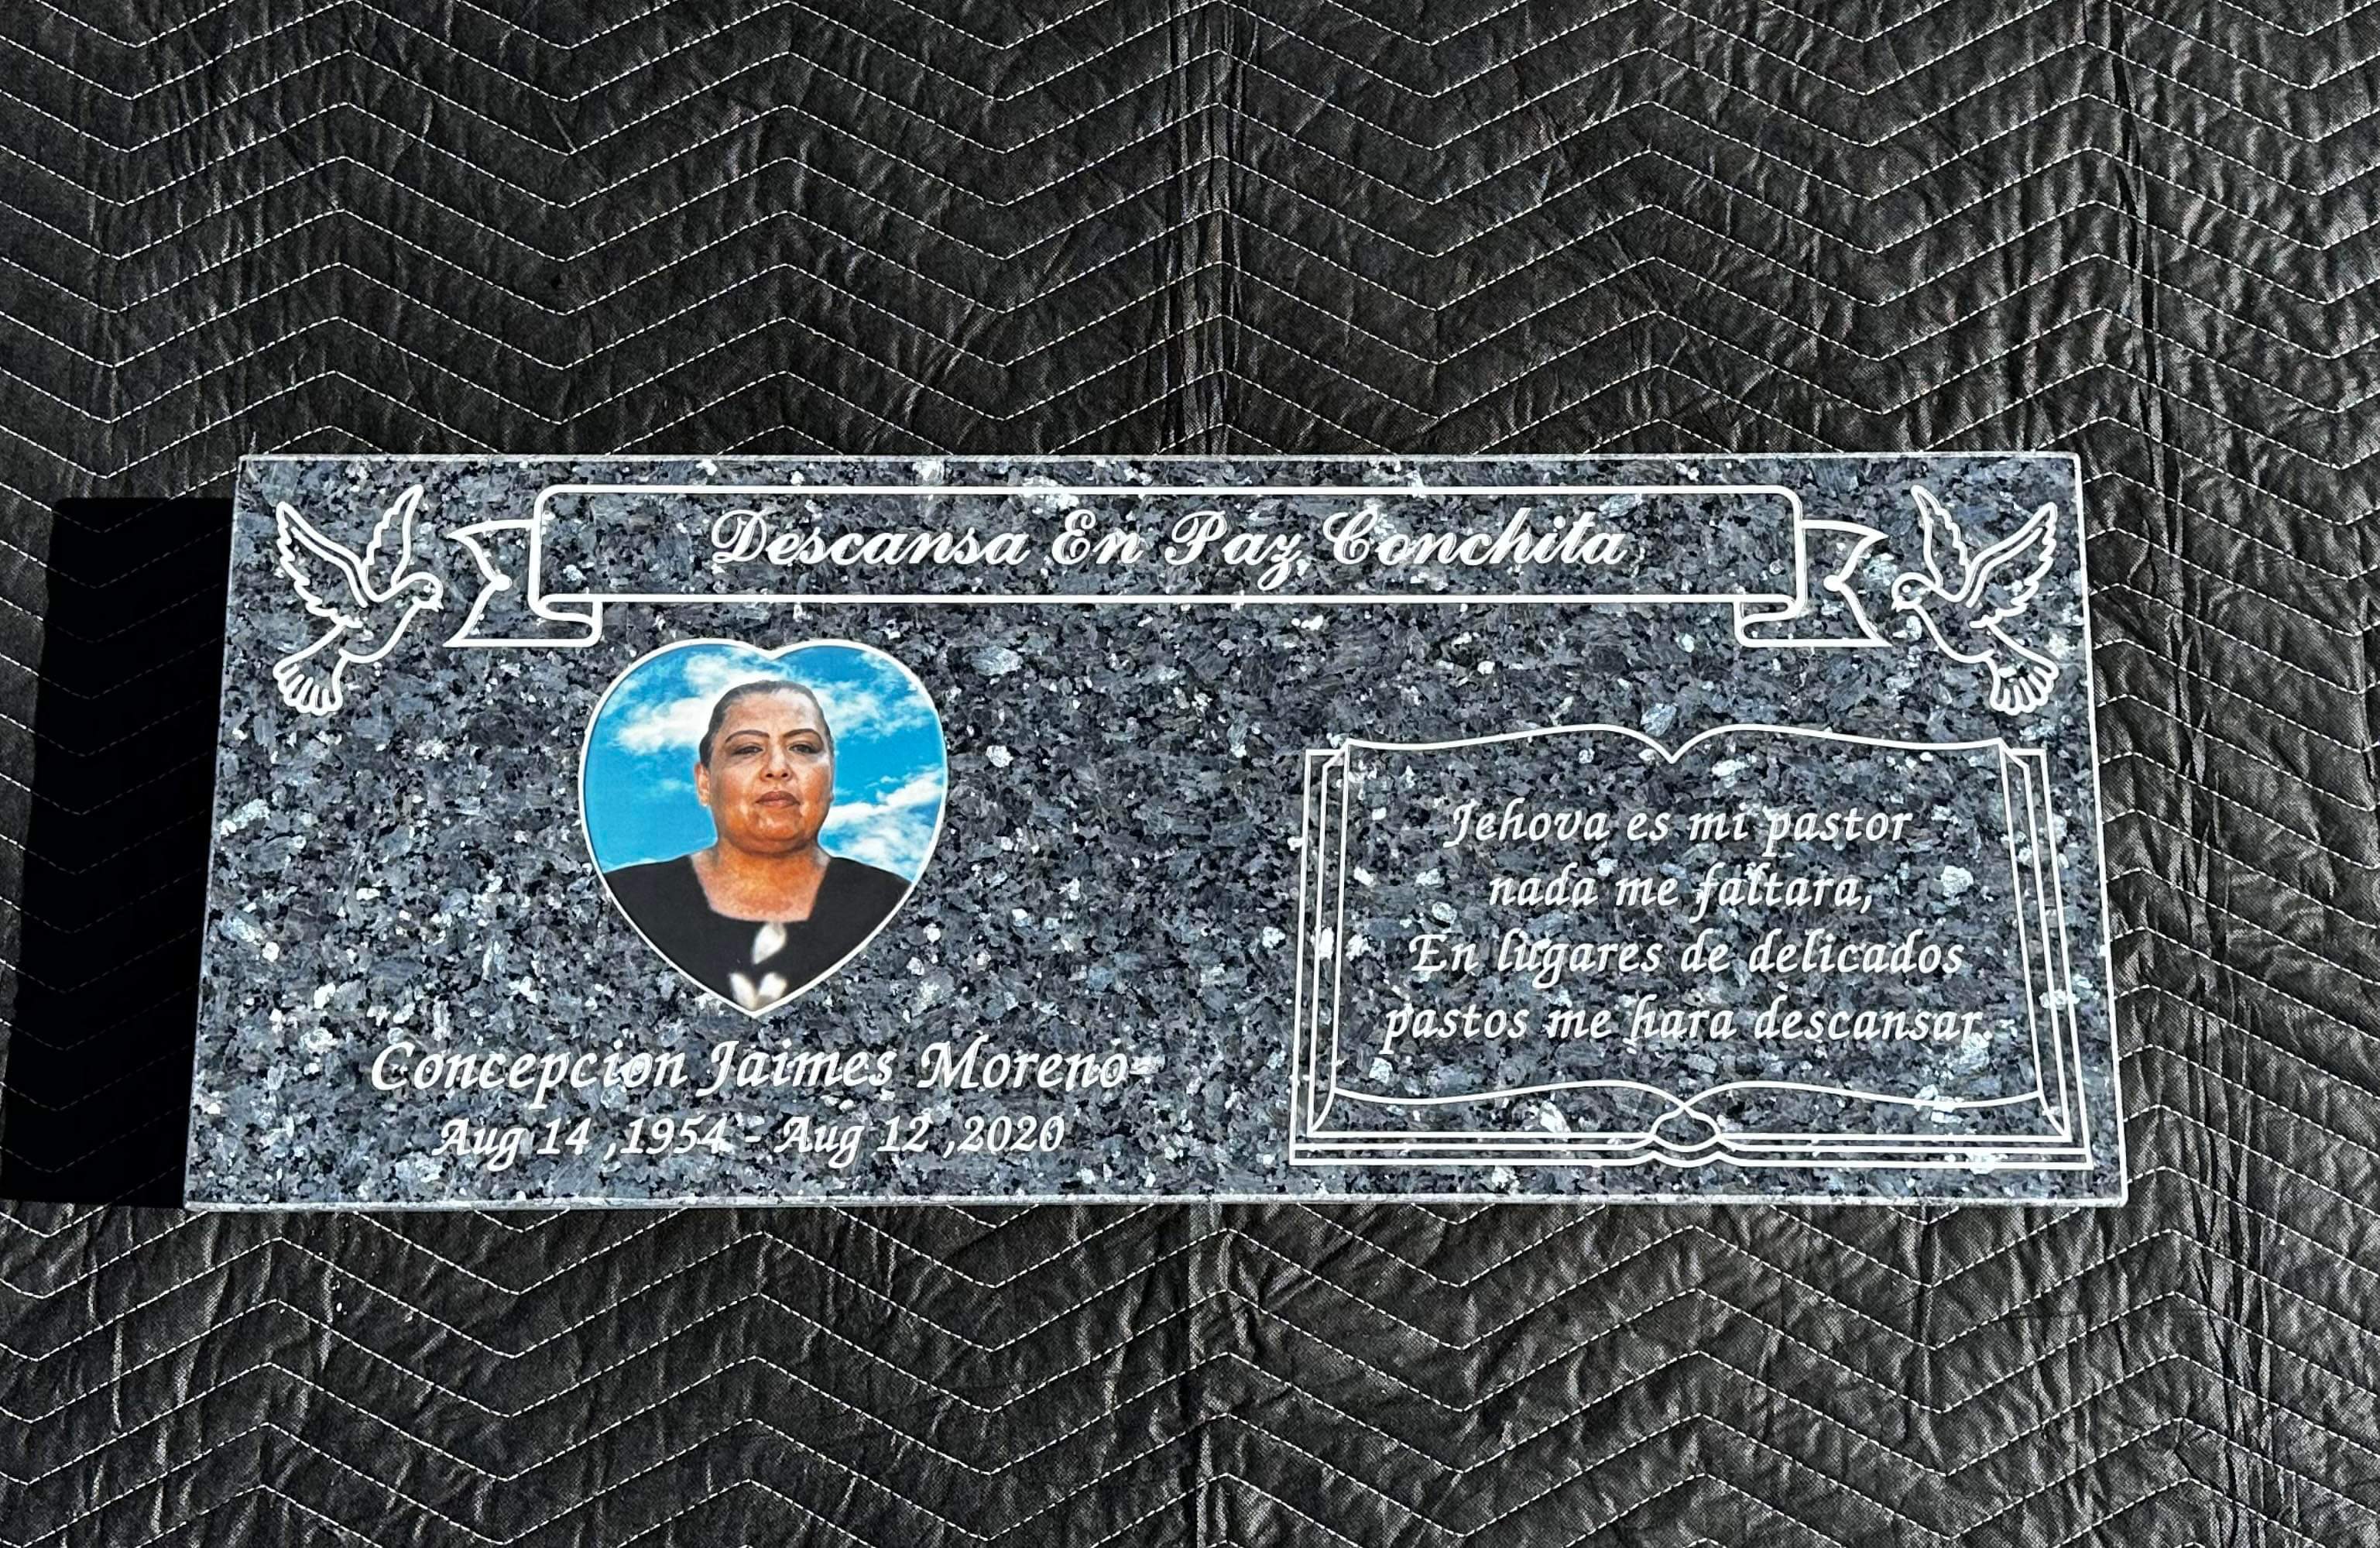 Descansa En Paz Conchita
Concepcion Jaimes Moreno
Aug 14 ,1954 - Aug 12 ,2020
Jehova es mi pastor
nada me faltara,
En lugares de delicados
pastos me hara descansar.